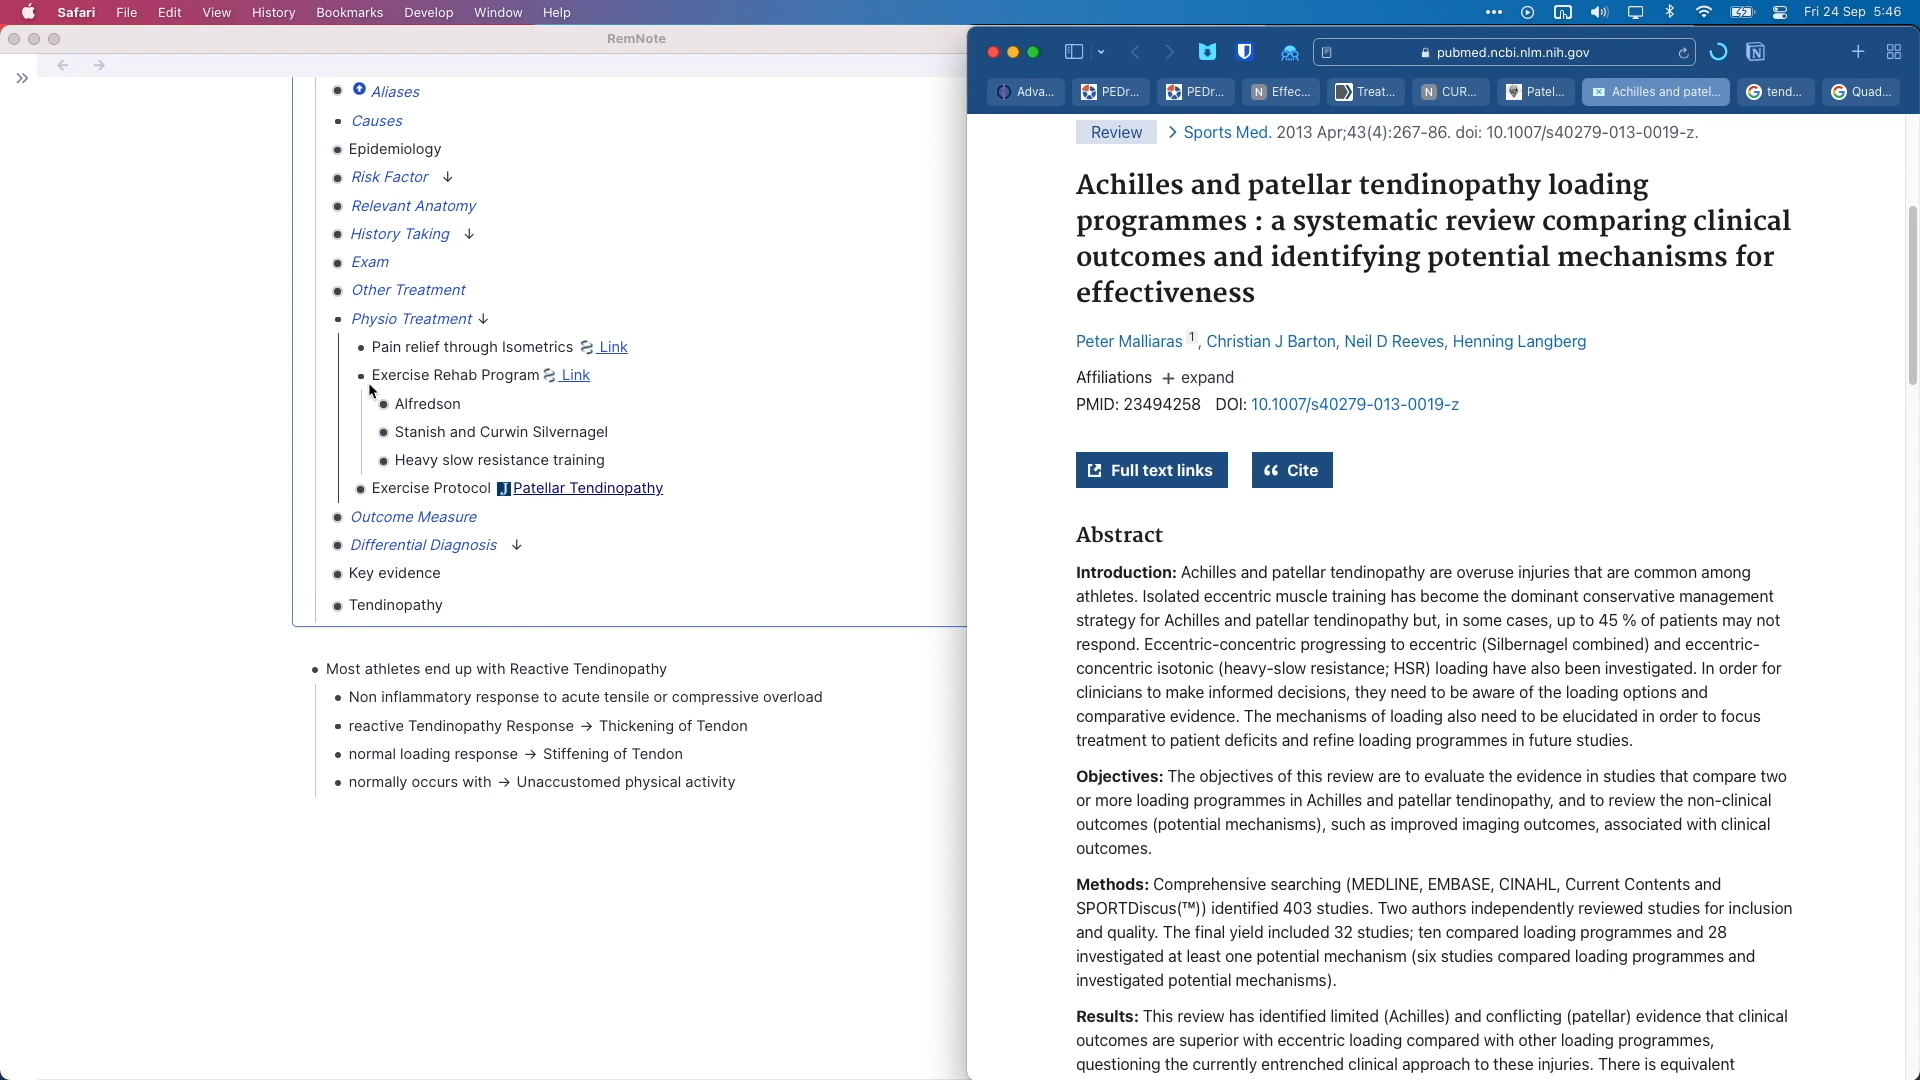 Safari File Edit View History Bookmarks Develop Window Help
Fri 24 Sep 5:46
RemNote
Aliases
Causes
Epidemiology
Risk Factor ↓
Relevant Anatomy
History Taking ↓
Exam
Other Treatment
Physio Treatment ↓
Pain relief through Isometrics Link
Exercise Rehab Program Link
Alfredson
Stanish and Curwin Silvernagel
Heavy slow resistance training
Exercise Protocol Patellar Tendinopathy
Outcome Measure
Differential Diagnosis ↓
Key evidence
Tendinopathy
Most athletes end up with Reactive Tendinopathy
Non inflammatory response to acute tensile or compressive overload
reactive Tendinopathy Response → Thickening of Tendon
normal loading response → Stiffening of Tendon
normally occurs with → Unaccustomed physical activity
pubmed.ncbi.nlm.nih.gov
Adva... PEDr... PEDr... Effec... Treat... CUR... Patel... Achilles and patel... tend... Quad...
Review > Sports Med. 2013 Apr;43(4):267-86. doi: 10.1007/s40279-013-0019-z.
Achilles and patellar tendinopathy loading
programmes : a systematic review comparing clinical
outcomes and identifying potential mechanisms for
effectiveness
Peter Malliaras 1, Christian J Barton, Neil D Reeves, Henning Langberg
Affiliations + expand
PMID: 23494258 DOI: 10.1007/s40279-013-0019-z
Full text links
“ Cite
Abstract
Introduction: Achilles and patellar tendinopathy are overuse injuries that are common among
athletes. Isolated eccentric muscle training has become the dominant conservative management
strategy for Achilles and patellar tendinopathy but, in some cases, up to 45 % of patients may not
respond. Eccentric-concentric progressing to eccentric (Silbernagel combined) and eccentric-
concentric isotonic (heavy-slow resistance; HSR) loading have also been investigated. In order for
clinicians to make informed decisions, they need to be aware of the loading options and
comparative evidence. The mechanisms of loading also need to be elucidated in order to focus
treatment to patient deficits and refine loading programmes in future studies.
Objectives: The objectives of this review are to evaluate the evidence in studies that compare two
or more loading programmes in Achilles and patellar tendinopathy, and to review the non-clinical
outcomes (potential mechanisms), such as improved imaging outcomes, associated with clinical
outcomes.
Methods: Comprehensive searching (MEDLINE, EMBASE, CINAHL, Current Contents and
SPORTDiscus(™)) identified 403 studies. Two authors independently reviewed studies for inclusion
and quality. The final yield included 32 studies; ten compared loading programmes and 28
investigated at least one potential mechanism (six studies compared loading programmes and
investigated potential mechanisms).
Results: This review has identified limited (Achilles) and conflicting (patellar) evidence that clinical
outcomes are superior with eccentric loading compared with other loading programmes,
questioning the currently entrenched clinical approach to these injuries. There is equivalent